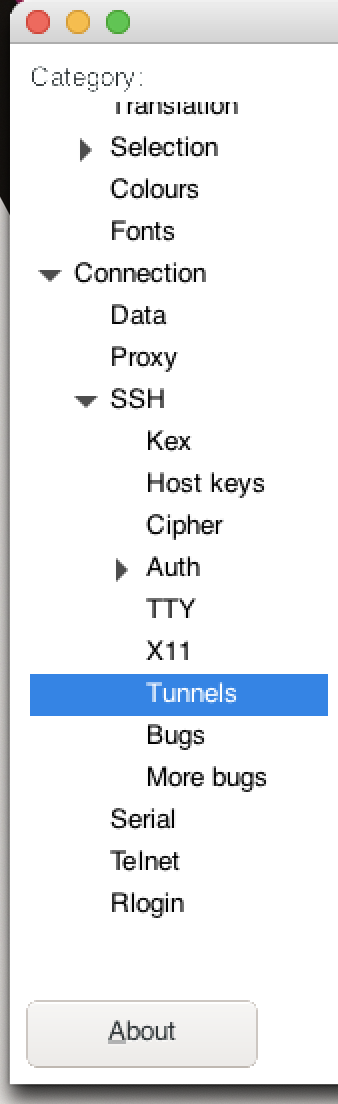 Category:
Translation
Selection
Colours
Fonts
Connection
Data
Proxy
SSH
Kex
Host keys
Cipher
Auth
TTY
X11
Tunnels
Bugs
More bugs
Serial
Telnet
Rlogin
About